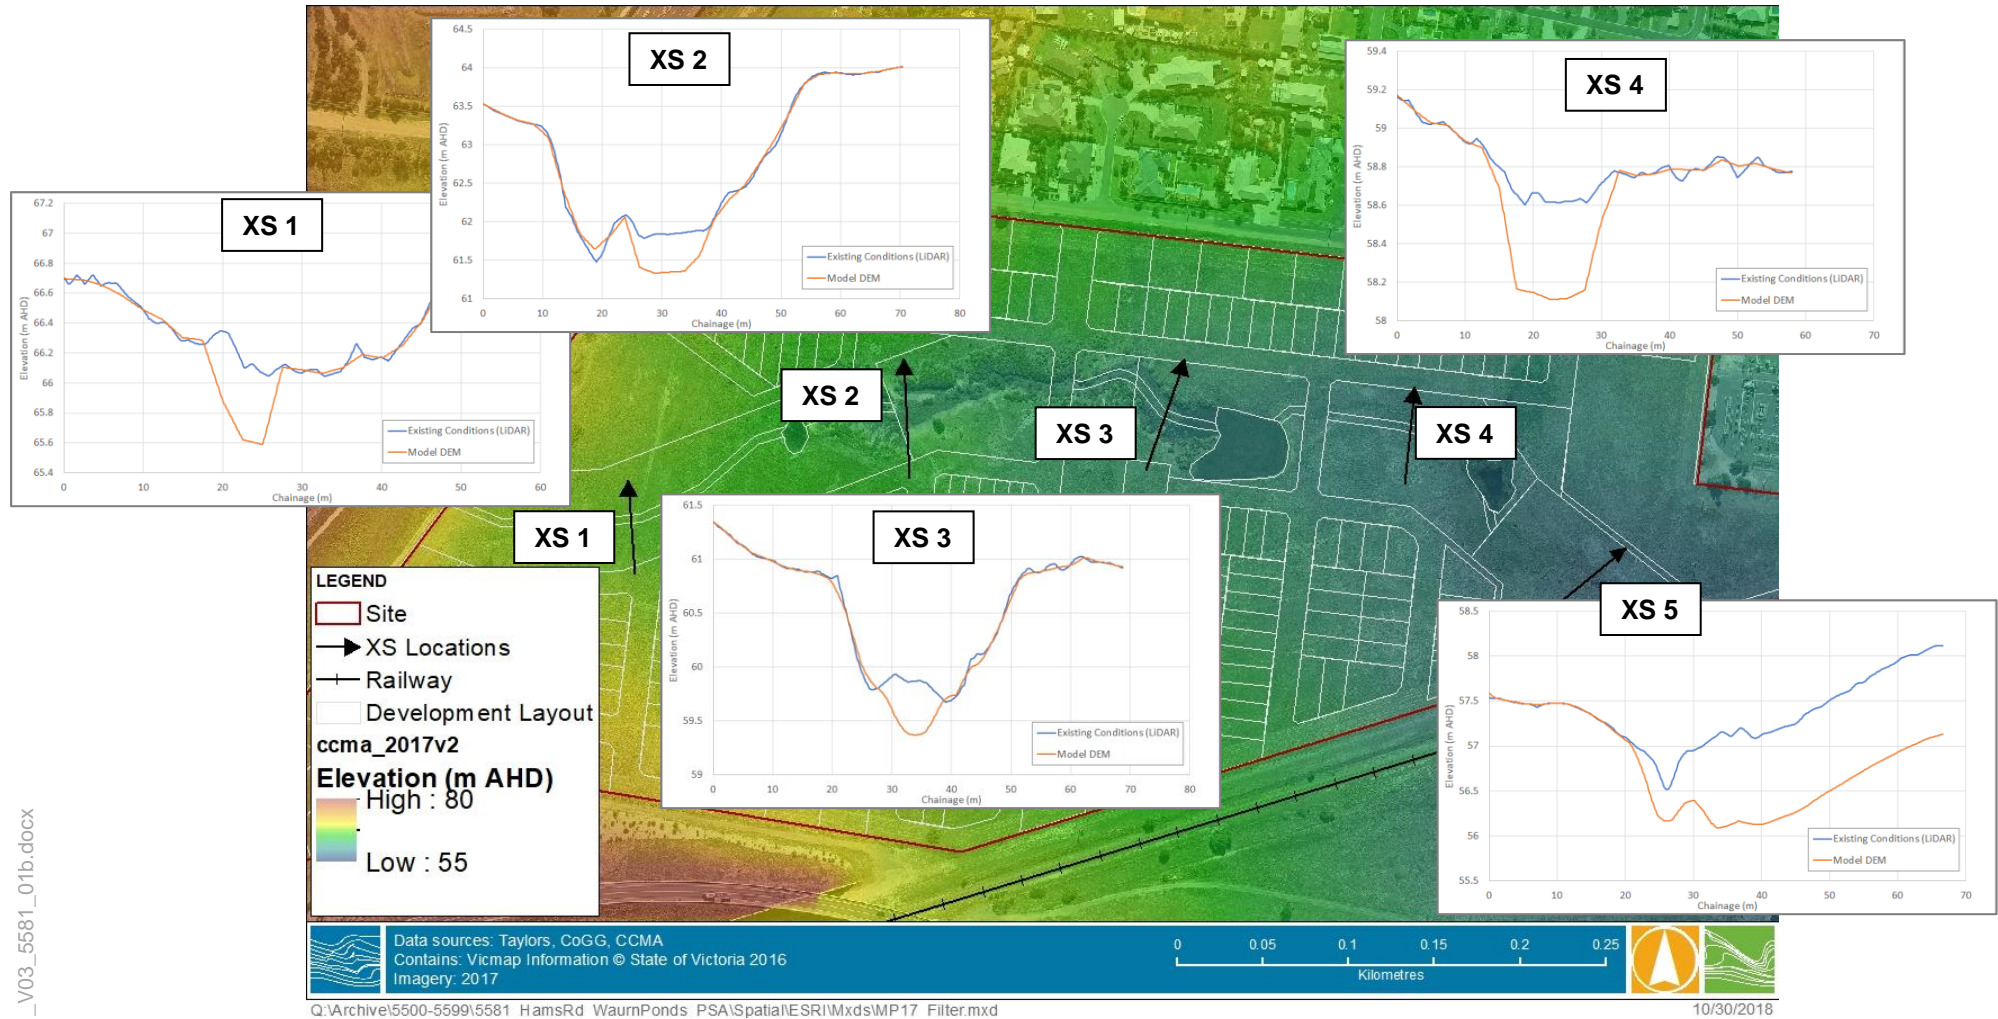 XS 1
67.2
67
66.8
66.6
66.4
66.2
66
65.8
65.6
65.4
0 10 20 30 40 50 60
Elevation (m AHD)
Chainage (m)
Existing Conditions (LiDAR)
Model DEM
XS 2
64.5
64
63.5
63
62.5
62
61.5
61
0 10 20 30 40 50 60 70 80
Elevation (m AHD)
Chainage (m)
Existing Conditions (LiDAR)
Model DEM
XS 4
59.4
59.2
59
58.8
58.6
58.4
58.2
58
0 10 20 30 40 50 60 70
Elevation (m AHD)
Chainage (m)
Existing Conditions (LiDAR)
Model DEM
XS 2
XS 3
XS 4
XS 1
XS 3
61.5
61
60.5
60
59.5
59
0 10 20 30 40 50 60 70 80
Elevation (m AHD)
Chainage (m)
Existing Conditions (LiDAR)
Model DEM
XS 5
58.5
58
57.5
57
56.5
56
55.5
0 10 20 30 40 50 60 70
Elevation (m AHD)
Chainage (m)
Existing Conditions (LiDAR)
Model DEM
LEGEND
Site
XS Locations
Railway
Development Layout
ccma_2017v2
Elevation (m AHD)
High : 80
Low : 55
Data sources: Taylors, CoGG, CCMA
Contains: Vicmap Information © State of Victoria 2016
Imagery: 2017
0 0.05 0.1 0.15 0.2 0.25
Kilometres
Q:\Archive\5500-5599\5581_HamsRd_WaurnPonds_PSA\Spatial\ESRI\Mxds\MP17_Filter.mxd
10/30/2018
_V03_5581_01b.docx